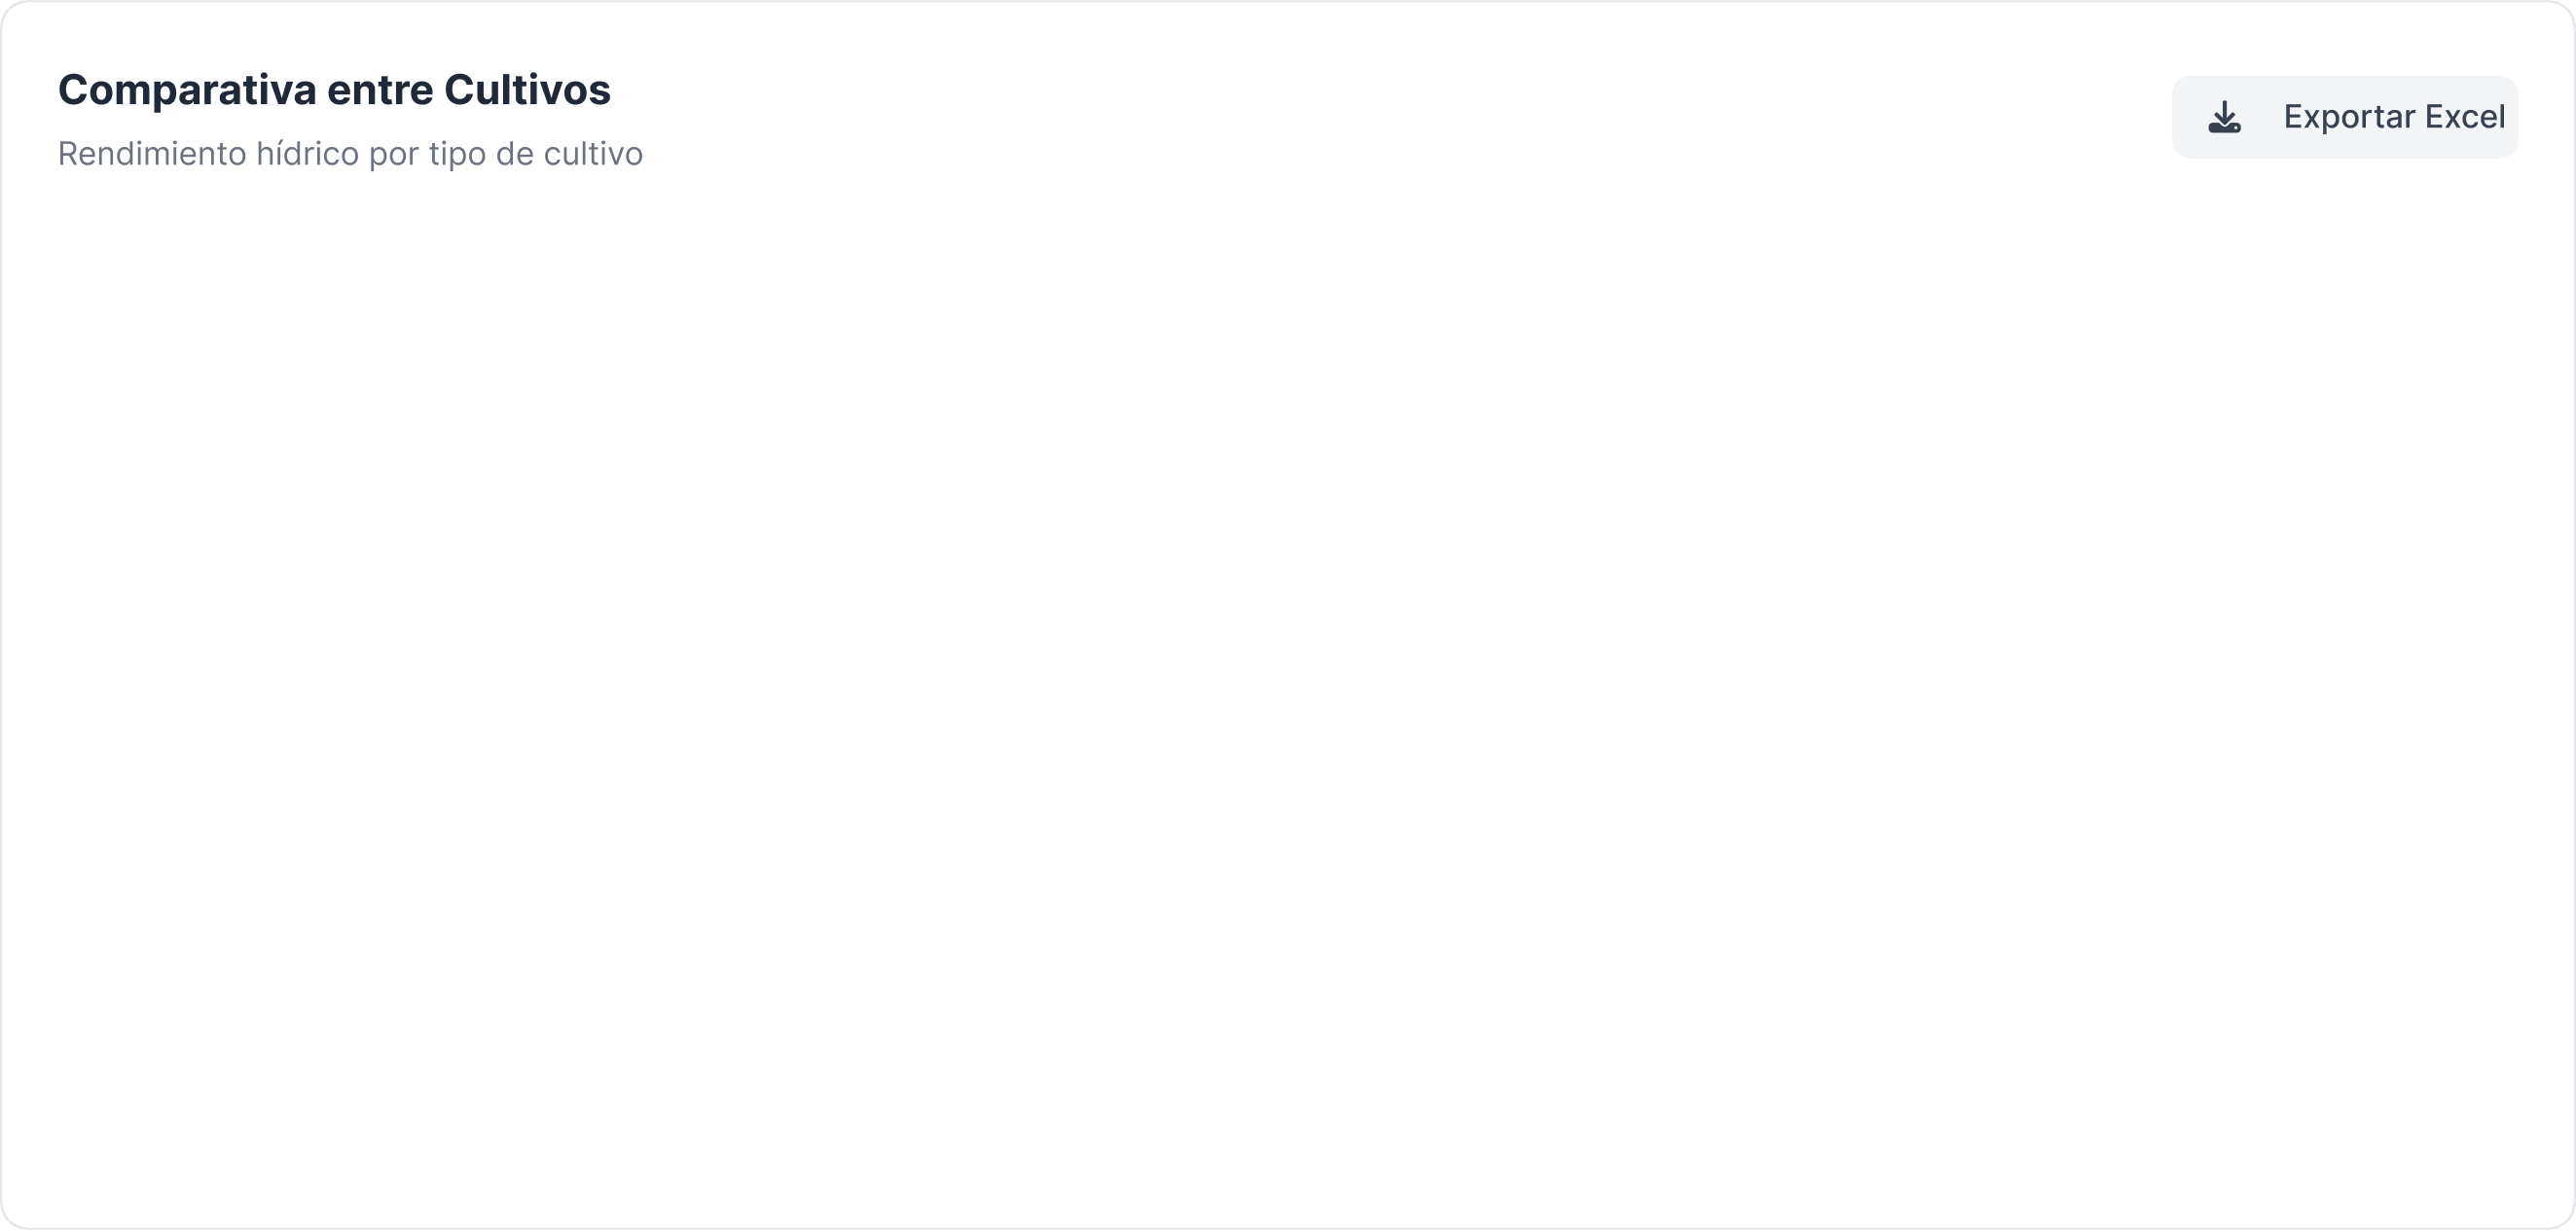 Comparativa entre Cultivos
Rendimiento hídrico por tipo de cultivo
Exportar Excel